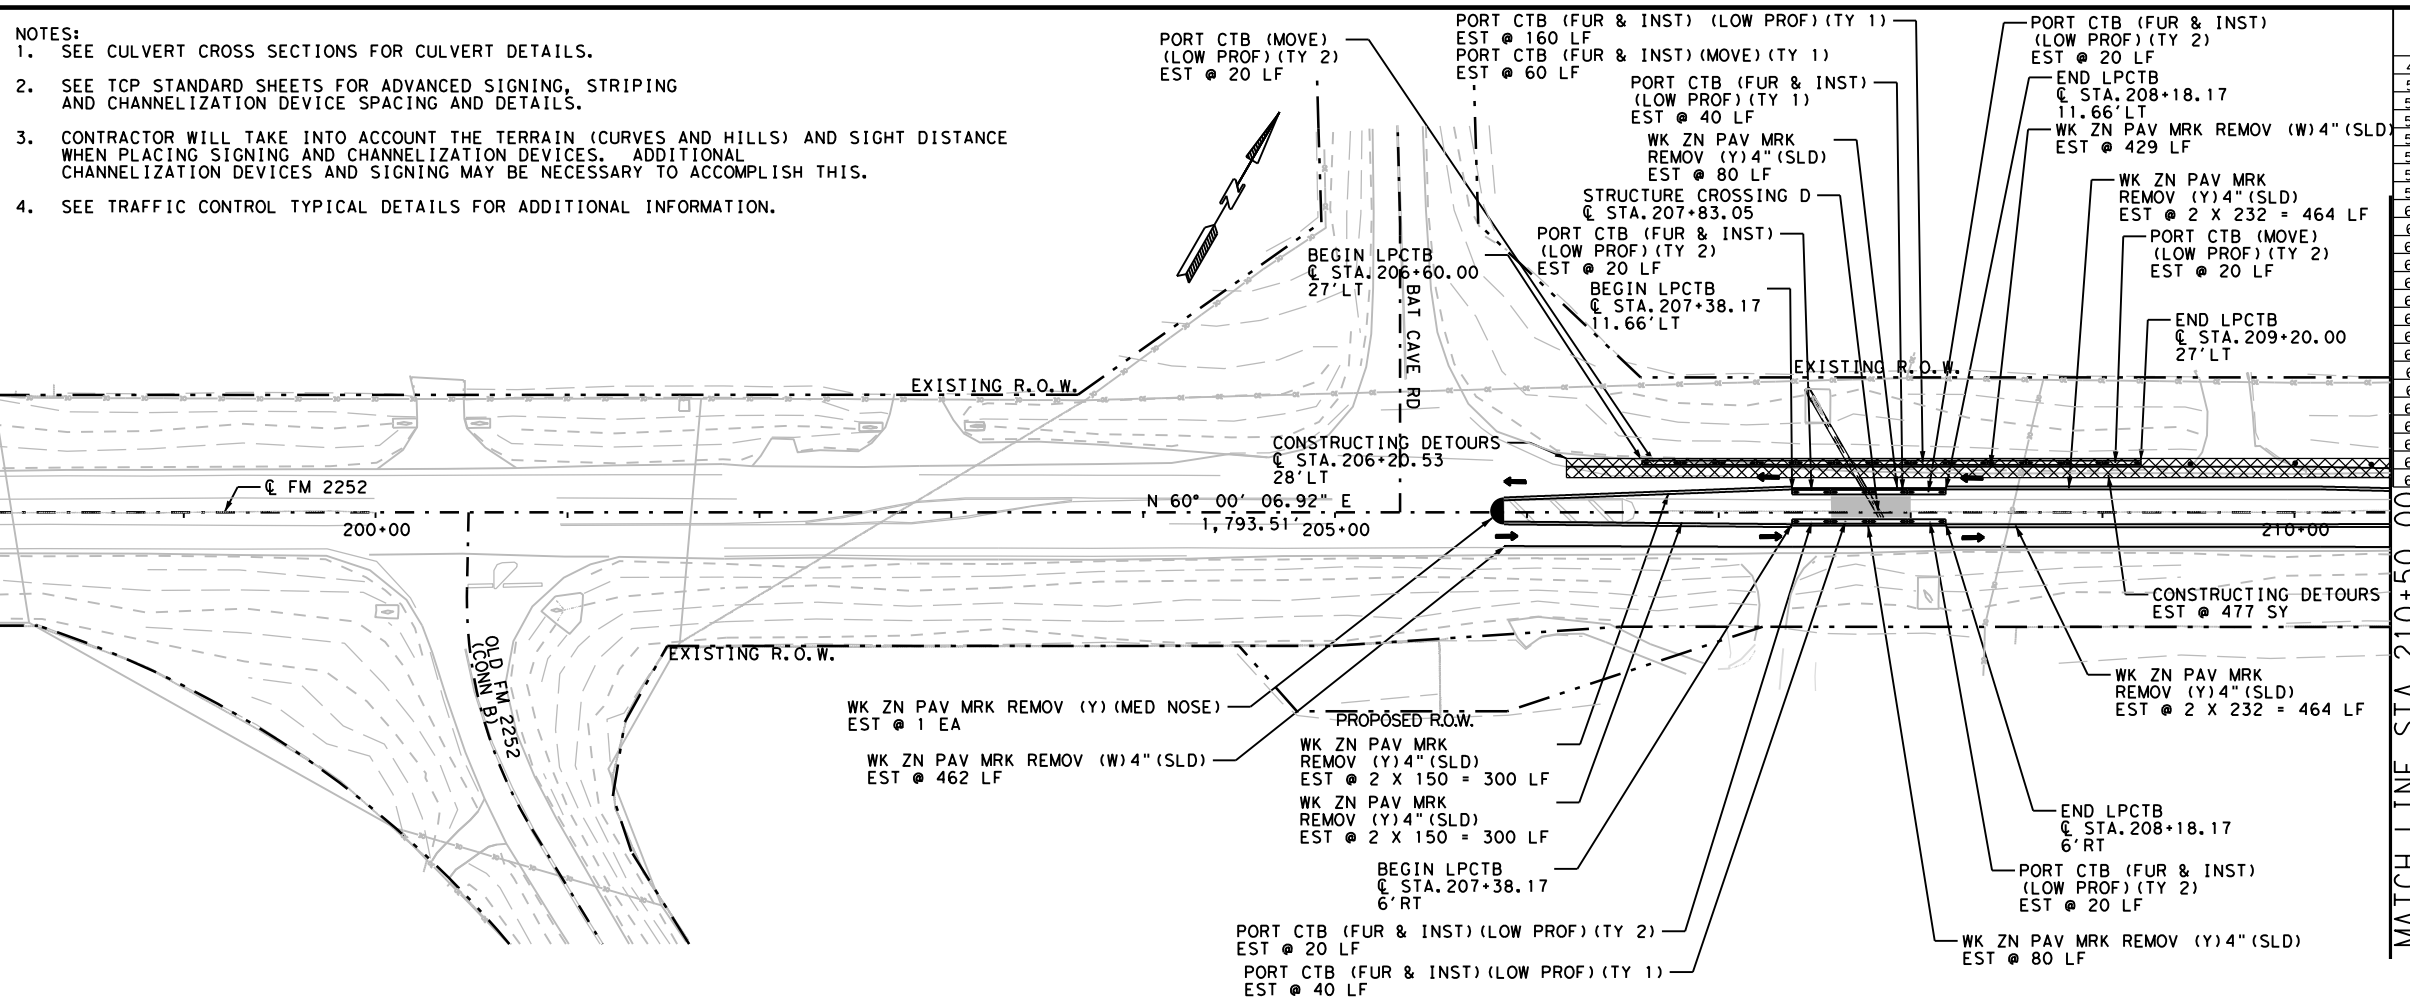 NOTES:
1. SEE CULVERT CROSS SECTIONS FOR CULVERT DETAILS.
2. SEE TCP STANDARD SHEETS FOR ADVANCED SIGNING, STRIPING
AND CHANNELIZATION DEVICE SPACING AND DETAILS.
3. CONTRACTOR WILL TAKE INTO ACCOUNT THE TERRAIN (CURVES AND HILLS) AND SIGHT DISTANCE
WHEN PLACING SIGNING AND CHANNELIZATION DEVICES. ADDITIONAL
CHANNELIZATION DEVICES AND SIGNING MAY BE NECESSARY TO ACCOMPLISH THIS.
4. SEE TRAFFIC CONTROL TYPICAL DETAILS FOR ADDITIONAL INFORMATION.
PORT CTB (MOVE)
(LOW PROF)(TY 2)
EST @ 20 LF
PORT CTB (FUR & INST) (LOW PROF)(TY 1)
EST @ 160 LF
PORT CTB (FUR & INST)(MOVE)(TY 1)
EST @ 60 LF
PORT CTB (FUR & INST)
(LOW PROF)(TY 1)
EST @ 40 LF
WK ZN PAV MRK
REMOV (Y)4"(SLD)
EST @ 80 LF
STRUCTURE CROSSING D
℄ STA.207+83.05
PORT CTB (FUR & INST)
(LOW PROF)(TY 2)
EST @ 20 LF
BEGIN LPCTB
℄ STA.207+38.17
11.66'LT
PORT CTB (FUR & INST)
(LOW PROF)(TY 2)
EST @ 20 LF
END LPCTB
℄ STA.208+18.17
11.66'LT
WK ZN PAV MRK REMOV (W)4"(SLD)
EST @ 429 LF
WK ZN PAV MRK
REMOV (Y)4"(SLD)
EST @ 2 X 232 = 464 LF
PORT CTB (MOVE)
(LOW PROF)(TY 2)
EST @ 20 LF
END LPCTB
℄ STA.209+20.00
27'LT
BEGIN LPCTB
℄ STA.206+60.00
27'LT
BAT CAVE RD
N
EXISTING R.O.W.
EXISTING R.O.W.
CONSTRUCTING DETOURS
℄ STA.206+20.53
28'LT
℄ FM 2252
N 60° 00' 06.92" E
1,793.51'
200+00
205+00
210+00
OLD FM 2252
(CONN B)
EXISTING R.O.W.
PROPOSED R.O.W.
CONSTRUCTING DETOURS
EST @ 477 SY
WK ZN PAV MRK
REMOV (Y)4"(SLD)
EST @ 2 X 232 = 464 LF
WK ZN PAV MRK REMOV (Y)(MED NOSE)
EST @ 1 EA
WK ZN PAV MRK REMOV (W)4"(SLD)
EST @ 462 LF
WK ZN PAV MRK
REMOV (Y)4"(SLD)
EST @ 2 X 150 = 300 LF
WK ZN PAV MRK
REMOV (Y)4"(SLD)
EST @ 2 X 150 = 300 LF
BEGIN LPCTB
℄ STA.207+38.17
6'RT
PORT CTB (FUR & INST)(LOW PROF)(TY 2)
EST @ 20 LF
PORT CTB (FUR & INST)(LOW PROF)(TY 1)
EST @ 40 LF
END LPCTB
℄ STA.208+18.17
6'RT
PORT CTB (FUR & INST)
(LOW PROF)(TY 2)
EST @ 20 LF
WK ZN PAV MRK REMOV (Y)4"(SLD)
EST @ 80 LF
MATCH LINE STA 210+50.00